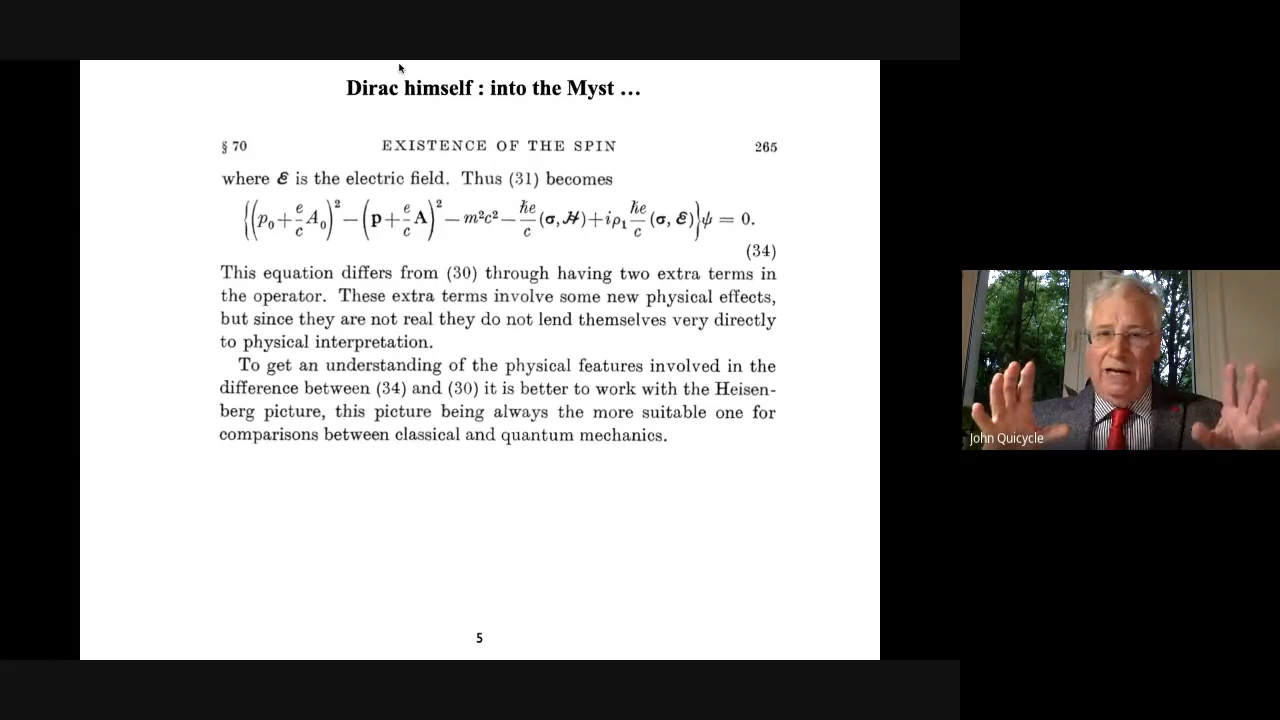 Dirac himself : into the Myst …
§ 70 EXISTENCE OF THE SPIN 265
where ℰ is the electric field. Thus (31) becomes
{(p₀+e/c A₀)²−(p+e/c A)²−m²c²−ℏe/c(σ,ℋ)+iρ₁ℏe/c(σ,ℰ)}ψ = 0.
(34)
This equation differs from (30) through having two extra terms in
the operator. These extra terms involve some new physical effects,
but since they are not real they do not lend themselves very directly
to physical interpretation.
To get an understanding of the physical features involved in the
difference between (34) and (30) it is better to work with the Heisen-
berg picture, this picture being always the more suitable one for
comparisons between classical and quantum mechanics.
John Quicycle
5